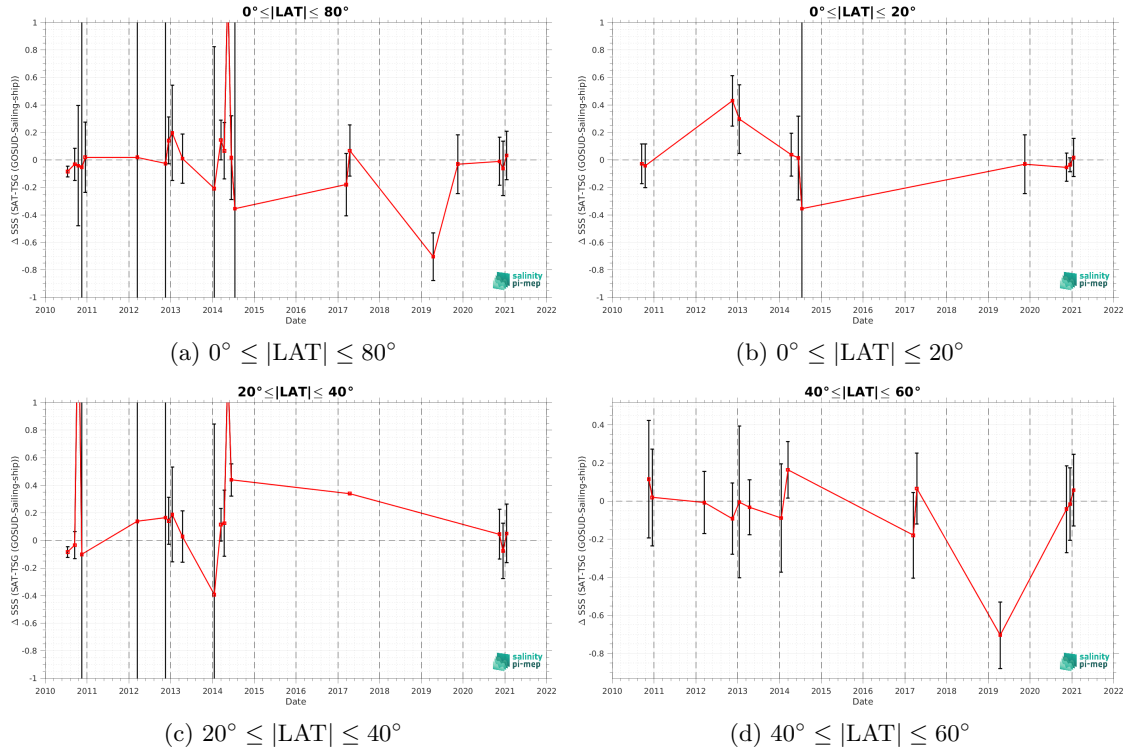 0°≤|LAT|≤ 80°
Δ SSS (SAT-TSG (GOSUD-Sailing-ship))
1
0.8
0.6
0.4
0.2
0
-0.2
-0.4
-0.6
-0.8
-1
2010 2011 2012 2013 2014 2015 2016 2017 2018 2019 2020 2021 2022
Date
salinity
pi-mep
(a) 0° ≤ |LAT| ≤ 80°
0°≤|LAT|≤ 20°
Δ SSS (SAT-TSG (GOSUD-Sailing-ship))
1
0.8
0.6
0.4
0.2
0
-0.2
-0.4
-0.6
-0.8
-1
2010 2011 2012 2013 2014 2015 2016 2017 2018 2019 2020 2021 2022
Date
salinity
pi-mep
(b) 0° ≤ |LAT| ≤ 20°
20°≤|LAT|≤ 40°
Δ SSS (SAT-TSG (GOSUD-Sailing-ship))
1
0.8
0.6
0.4
0.2
0
-0.2
-0.4
-0.6
-0.8
-1
2010 2011 2012 2013 2014 2015 2016 2017 2018 2019 2020 2021 2022
Date
salinity
pi-mep
(c) 20° ≤ |LAT| ≤ 40°
40°≤|LAT|≤ 60°
Δ SSS (SAT-TSG (GOSUD-Sailing-ship))
0.4
0.2
0
-0.2
-0.4
-0.6
-0.8
2010 2011 2012 2013 2014 2015 2016 2017 2018 2019 2020 2021 2022
Date
salinity
pi-mep
(d) 40° ≤ |LAT| ≤ 60°